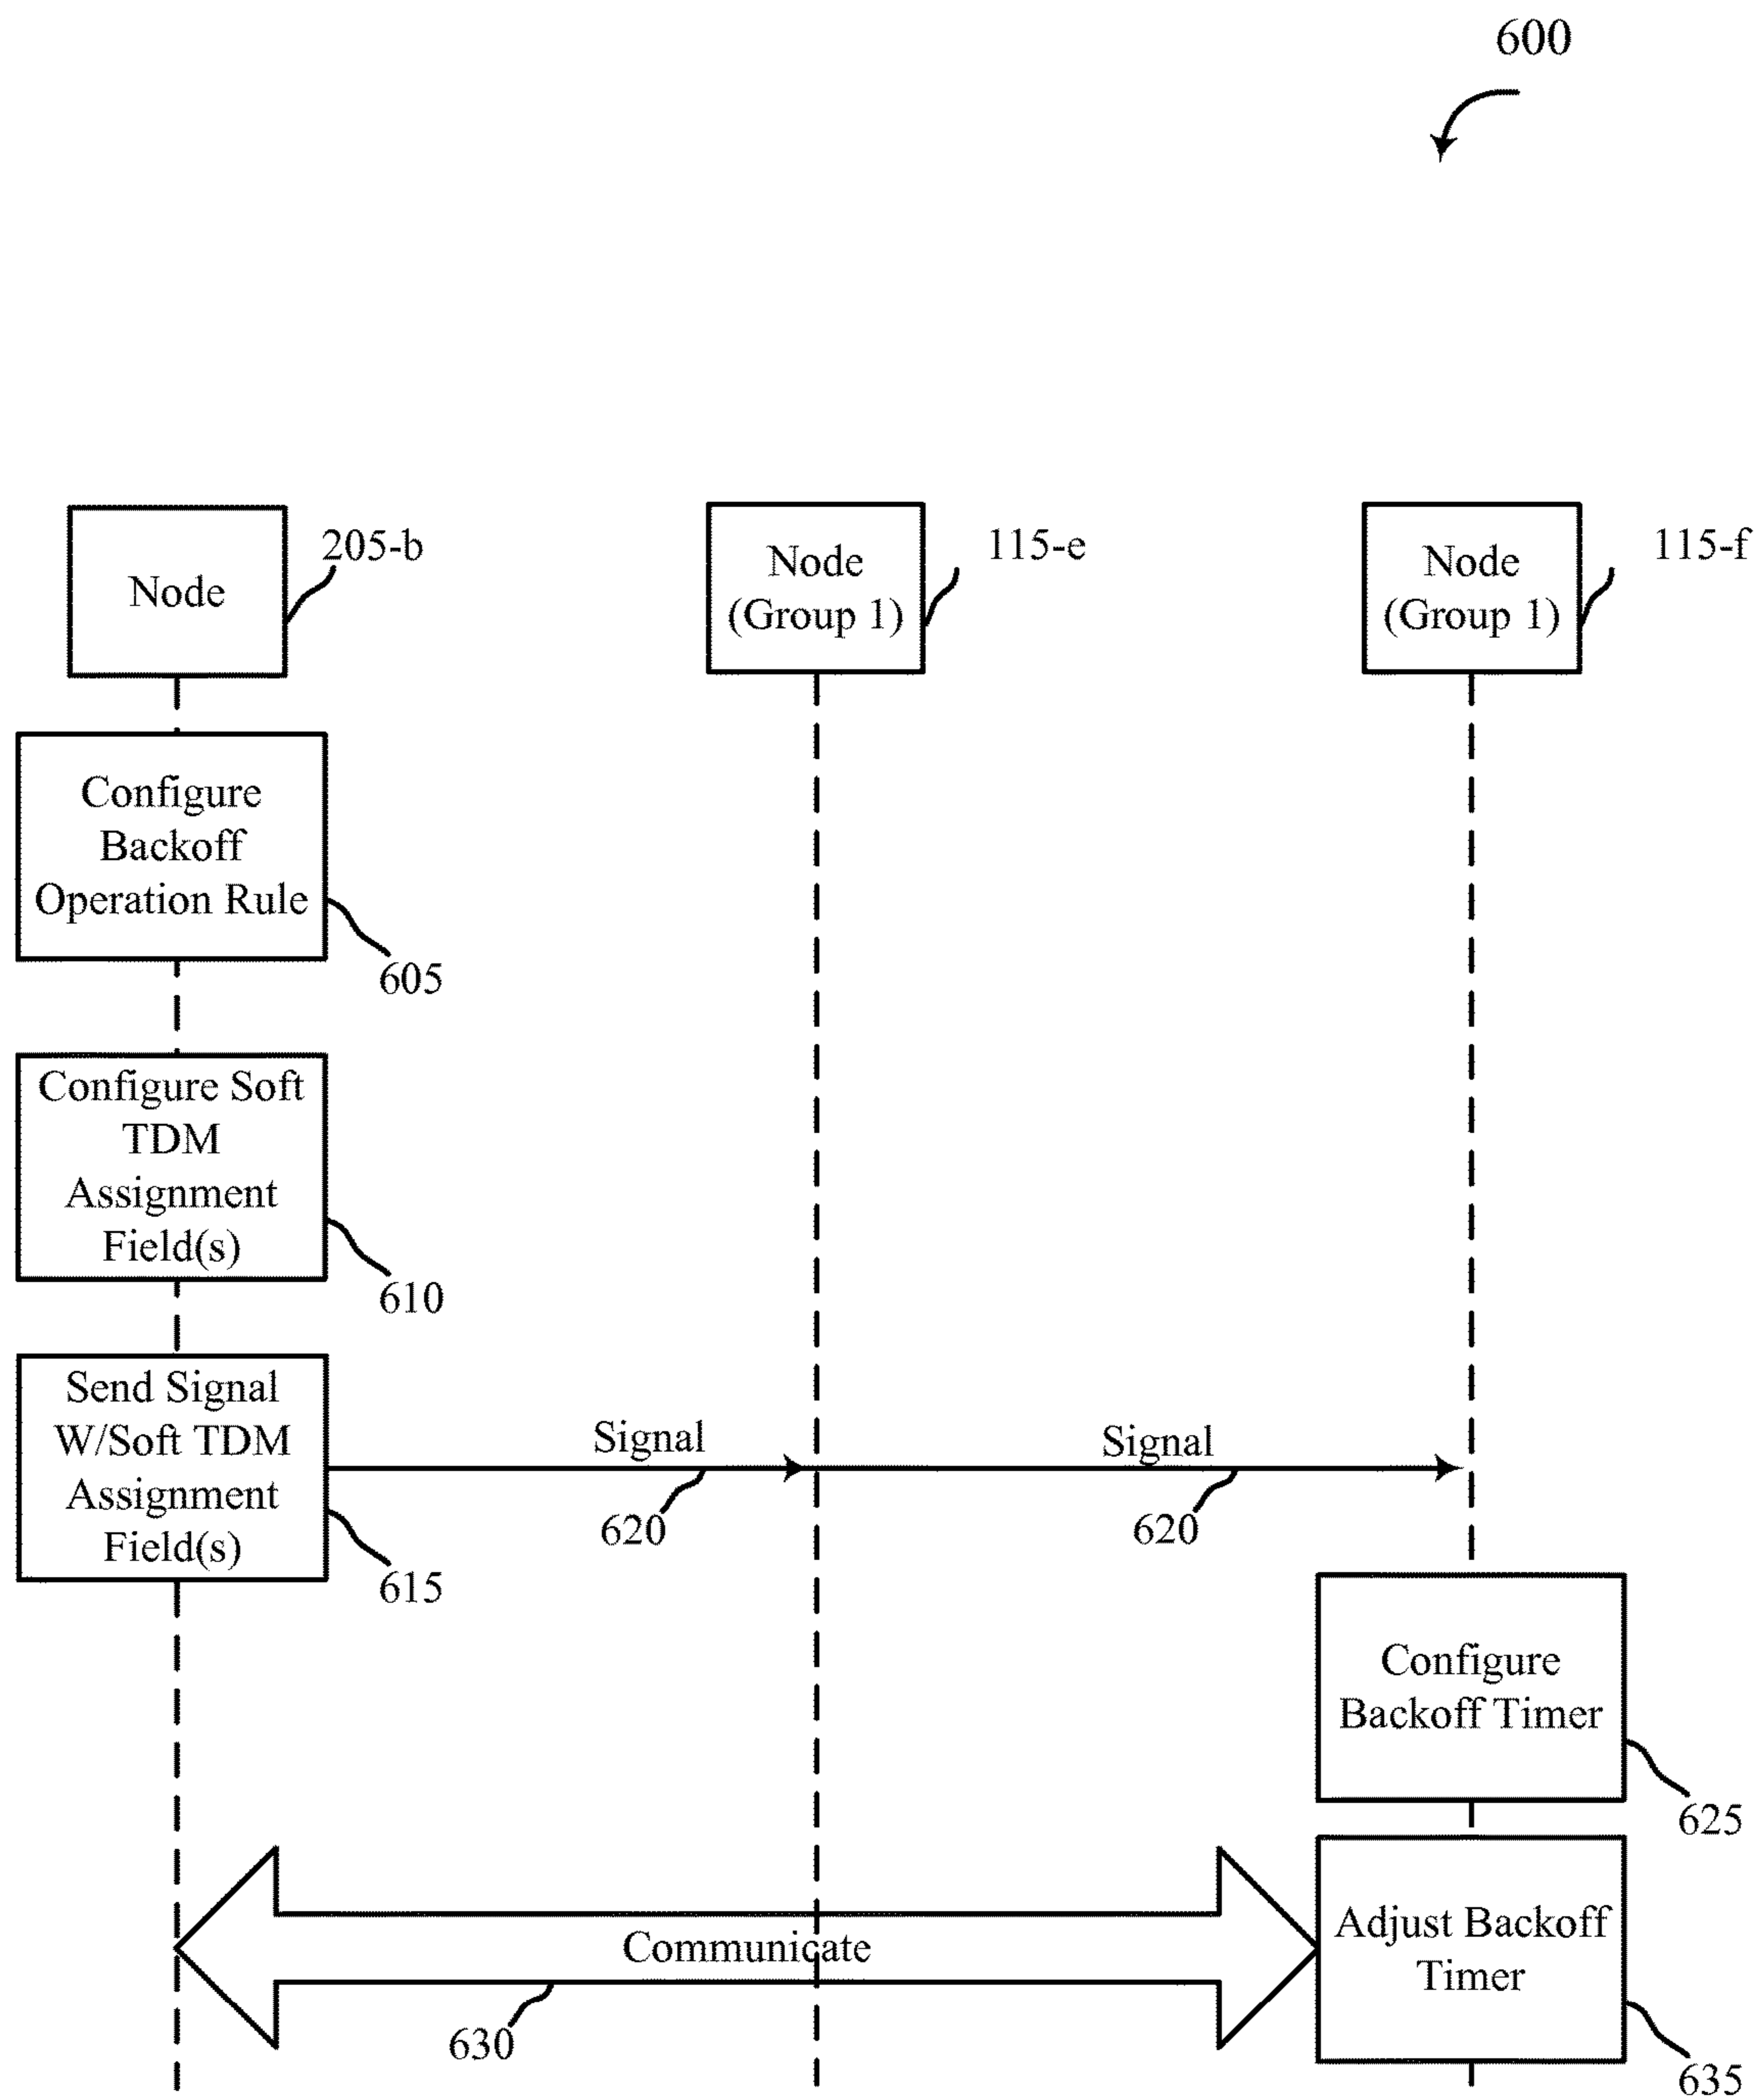 600
Node
205-b
Node
(Group 1)
115-e
Node
(Group 1)
115-f
Configure
Backoff
Operation Rule
605
Configure Soft
TDM
Assignment
Field(s)
610
Send Signal
W/Soft TDM
Assignment
Field(s)
615
Signal
620
Signal
620
Configure
Backoff Timer
625
Communicate
630
Adjust Backoff
Timer
635